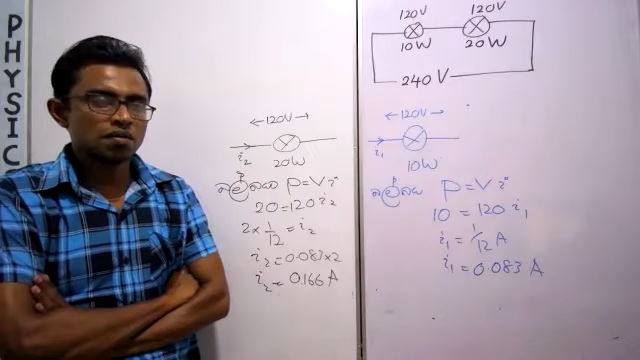 PHYSIC
120V
20W
i₂
P = V i
20 = 120 i₂
2 × 1/12 = i₂
i₂ = 0.083 × 2
i₂ = 0.166 A
120V 120V
10W 20W
240 V
120V
i₁
10W
P = V i
10 = 120 i₁
i₁ = 1/12 A
i₁ = 0.083 A